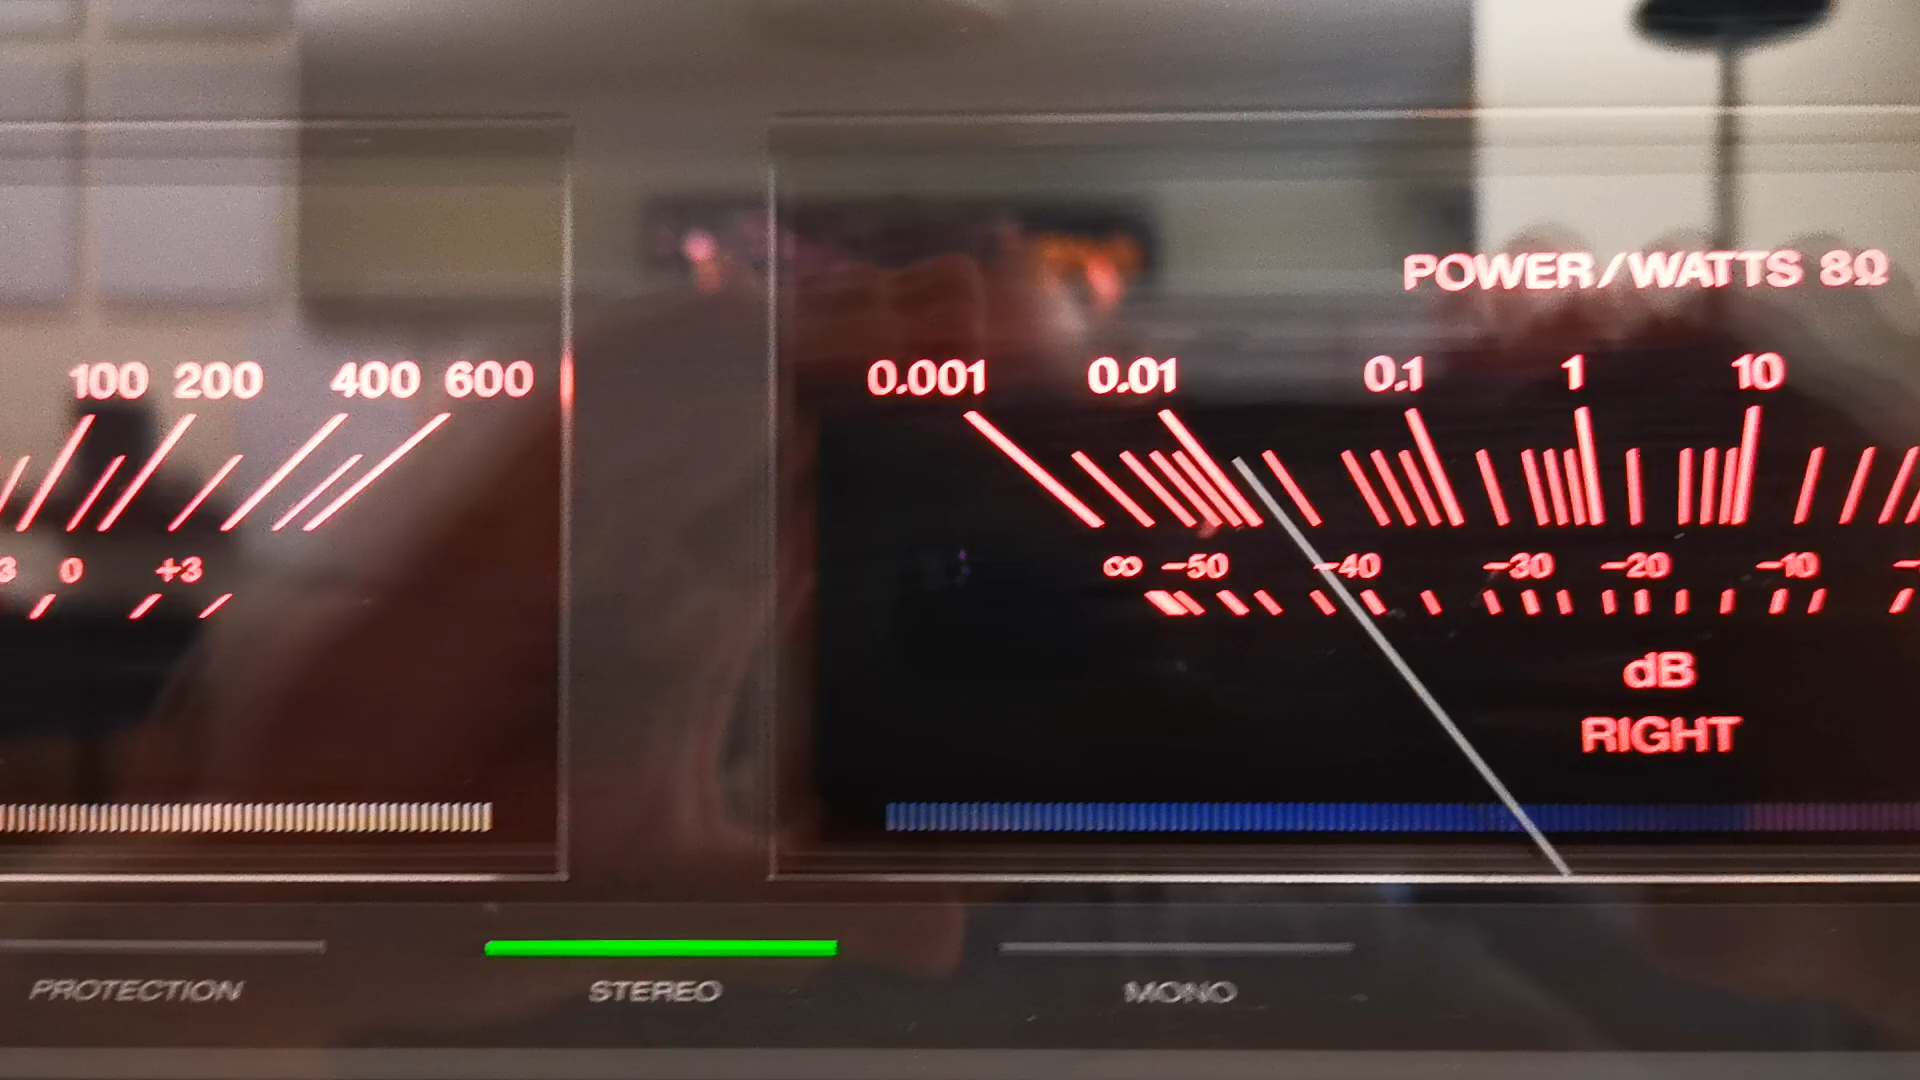 POWER/WATTS 8Ω
100 200 400 600
0.001 0.01 0.1 1 10
0 +3
∞ -50 -40 -30 -20 -10
dB
RIGHT
PROTECTION STEREO MONO